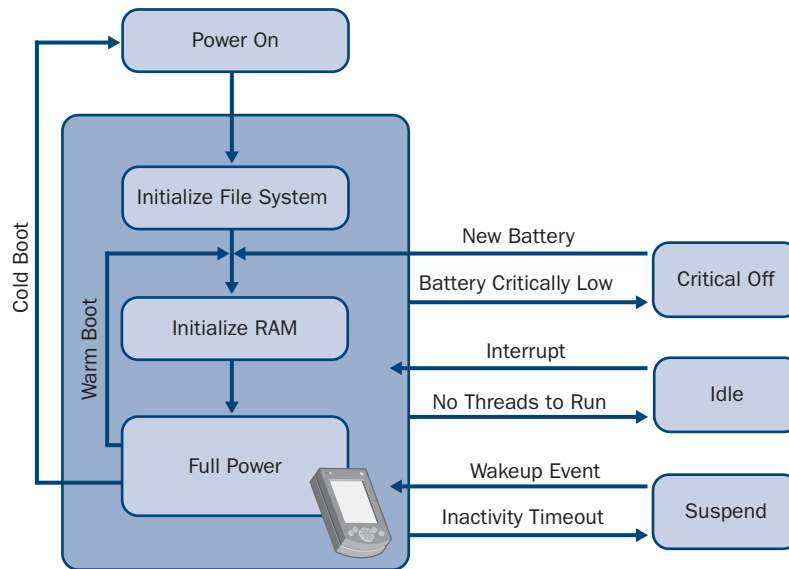 Power On
Initialize File System
New Battery
Battery Critically Low
Critical Off
Cold Boot
Warm Boot
Initialize RAM
Interrupt
No Threads to Run
Idle
Full Power
Wakeup Event
Inactivity Timeout
Suspend